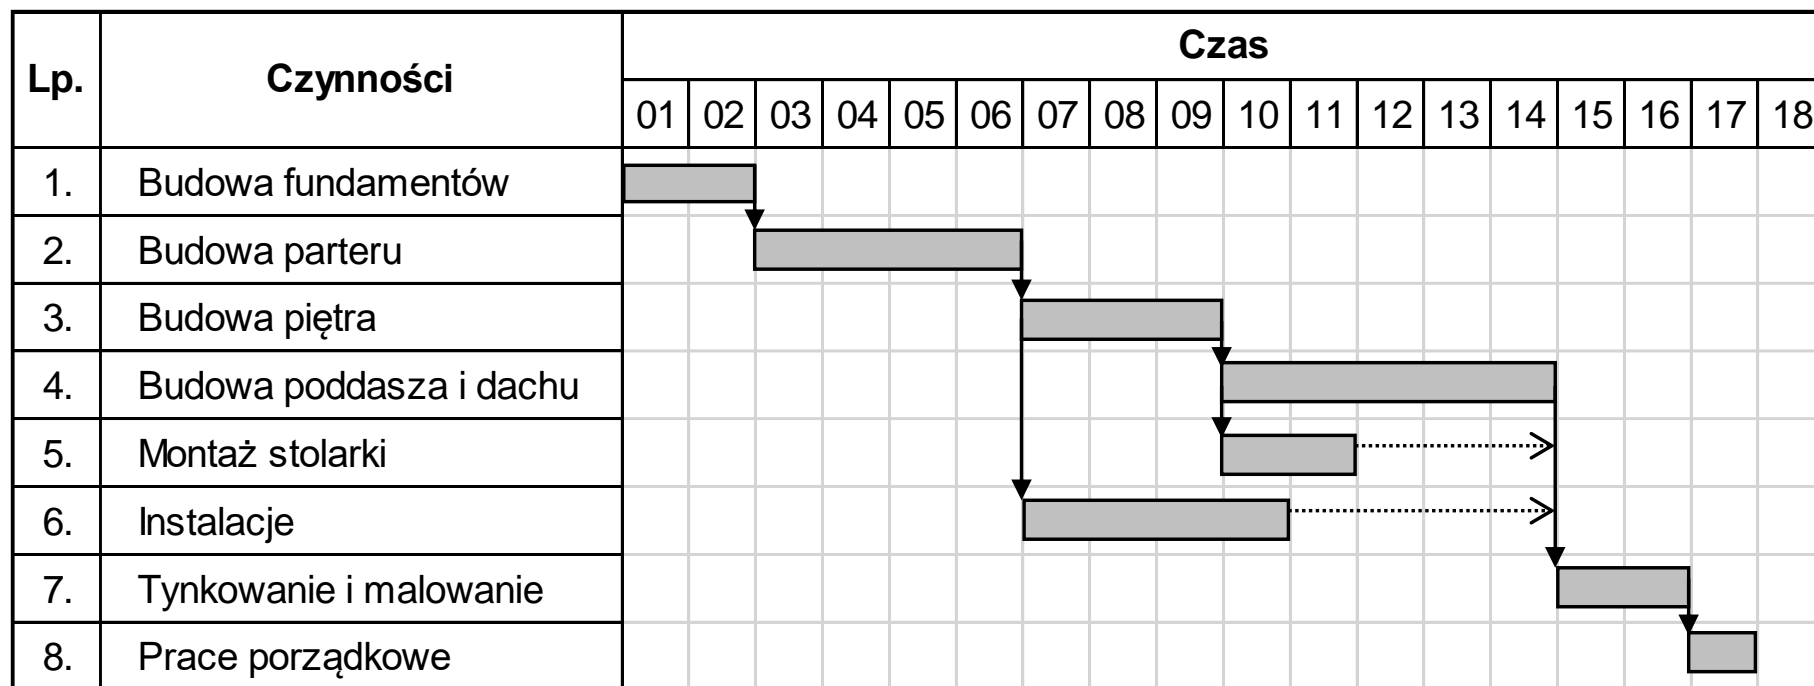 Lp. Czynności Czas
01 02 03 04 05 06 07 08 09 10 11 12 13 14 15 16 17 18
1. Budowa fundamentów
2. Budowa parteru
3. Budowa piętra
4. Budowa poddasza i dachu
5. Montaż stolarki
6. Instalacje
7. Tynkowanie i malowanie
8. Prace porządkowe